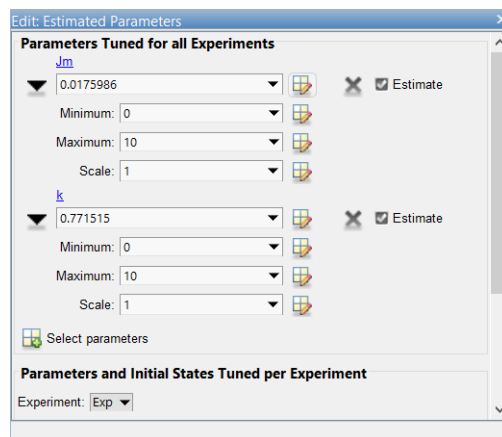 Edit: Estimated Parameters
Parameters Tuned for all Experiments
Jm
0.0175986 Estimate
Minimum: 0
Maximum: 10
Scale: 1
k
0.771515 Estimate
Minimum: 0
Maximum: 10
Scale: 1
Select parameters
Parameters and Initial States Tuned per Experiment
Experiment: Exp